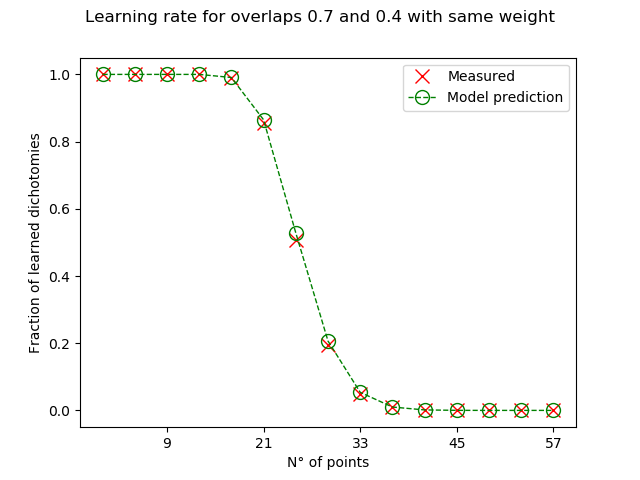 Learning rate for overlaps 0.7 and 0.4 with same weight
Measured
Model prediction
1.0
0.8
0.6
0.4
0.2
0.0
Fraction of learned dichotomies
9 21 33 45 57
N° of points